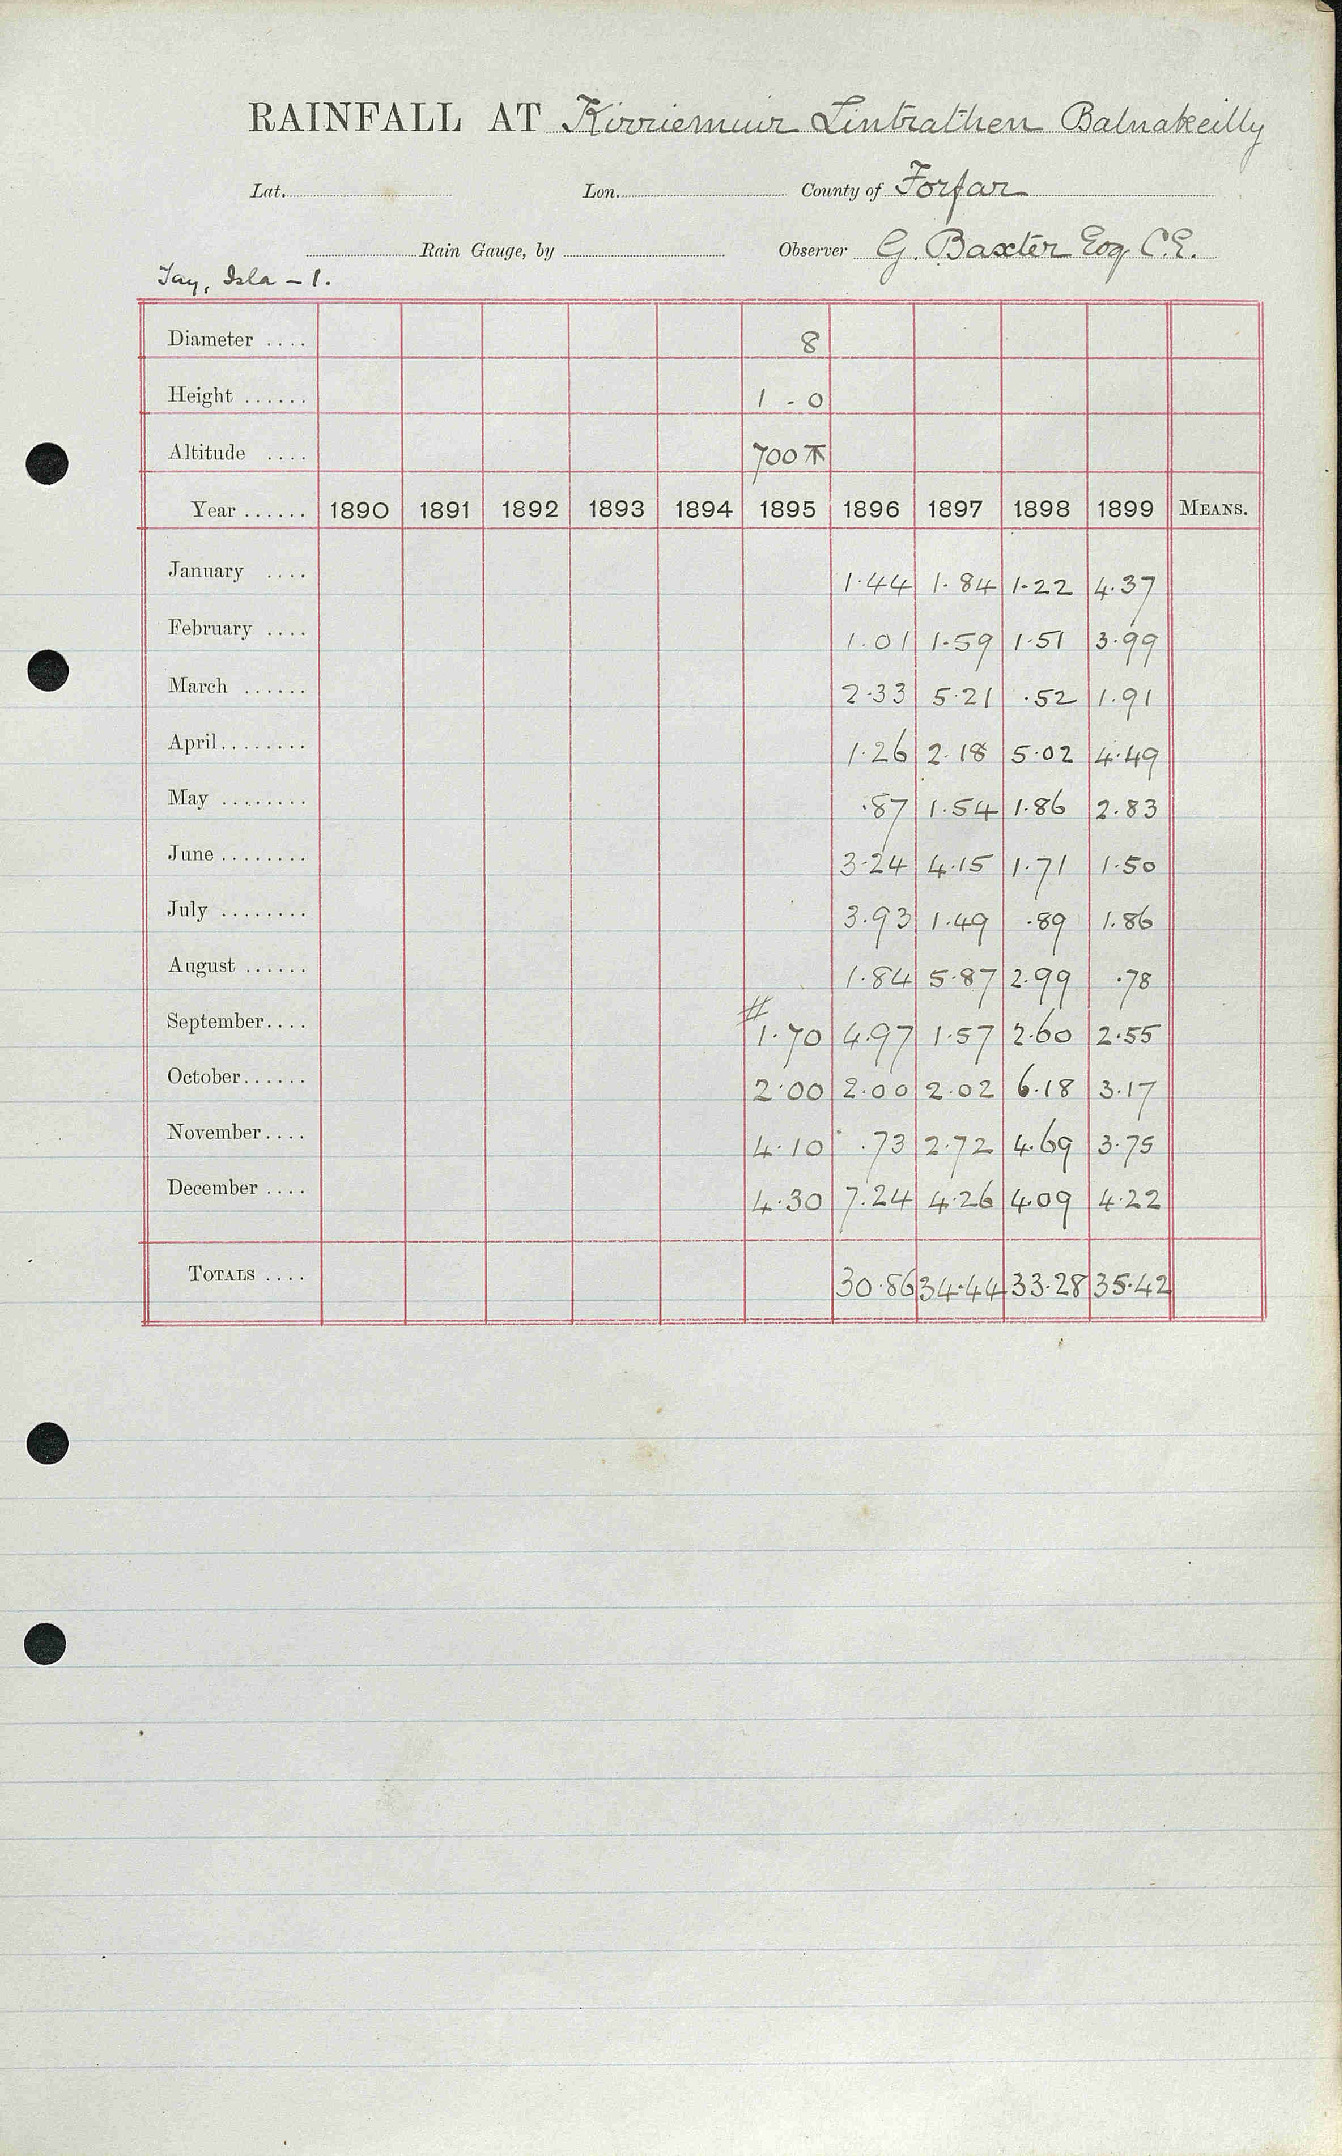 RAINFALL AT Kirriemuir Lintrathen Balnakeilly
Lat. Lon. County of Forfar
Rain Gauge, by Observer G. Baxter Esq C.E.
Tay, Isla – 1.
Diameter .... 8
Height ...... 1 - 0
Altitude .... 700
Year ...... 1890 1891 1892 1893 1894 1895 1896 1897 1898 1899 MEANS.
January .... 1.44 1.84 1.22 4.37
February .... 1.01 1.59 1.51 3.99
March ...... 2.33 5.21 .52 1.91
April ........ 1.26 2.18 5.02 4.49
May ........ .87 1.54 1.86 2.83
June ........ 3.24 4.15 1.71 1.50
July ........ 3.93 1.49 .89 1.86
August ...... 1.84 5.87 2.99 .78
September.... # 1.70 4.97 1.57 2.60 2.55
October...... 2.00 2.00 2.02 6.18 3.17
November.... 4.10 .73 2.72 4.69 3.75
December .... 4.30 7.24 4.26 4.09 4.22
TOTALS .... 30.86 34.44 33.28 35.42